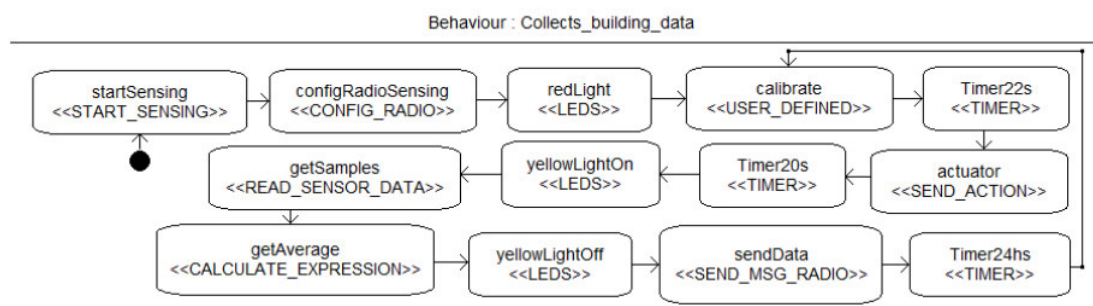 Behaviour : Collects_building_data
startSensing
<<START_SENSING>>
configRadioSensing
<<CONFIG_RADIO>>
redLight
<<LEDS>>
calibrate
<<USER_DEFINED>>
Timer22s
<<TIMER>>
getSamples
<<READ_SENSOR_DATA>>
yellowLightOn
<<LEDS>>
Timer20s
<<TIMER>>
actuator
<<SEND_ACTION>>
getAverage
<<CALCULATE_EXPRESSION>>
yellowLightOff
<<LEDS>>
sendData
<<SEND_MSG_RADIO>>
Timer24hs
<<TIMER>>